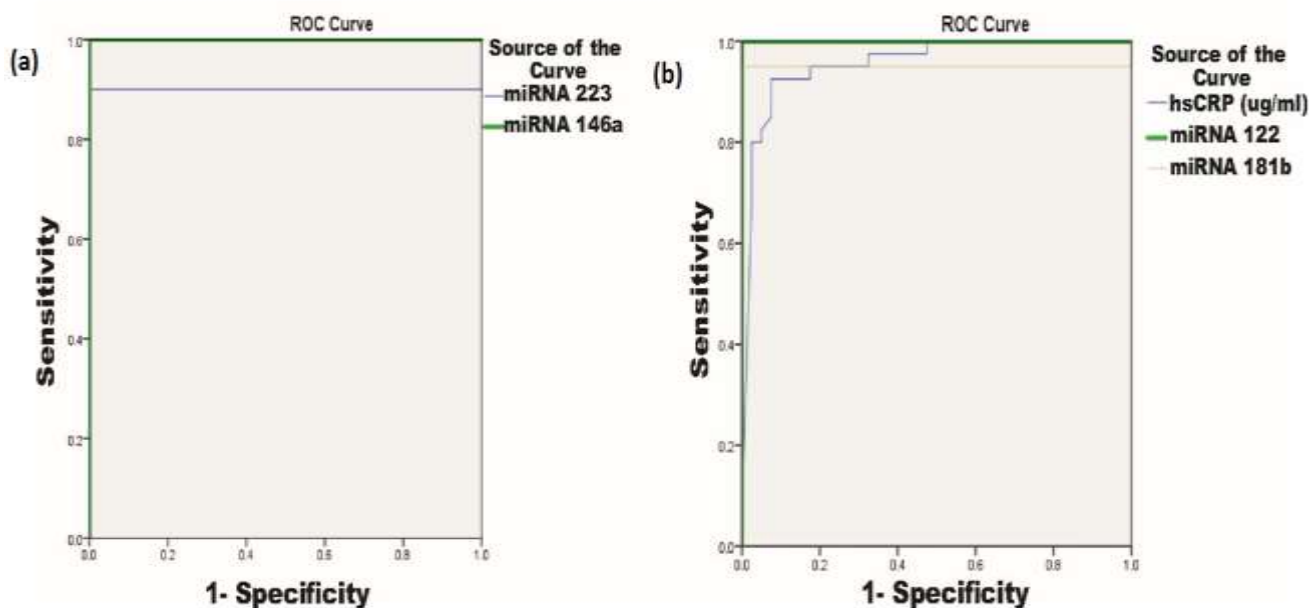 (a)
ROC Curve
Source of the
Curve
miRNA 223
miRNA 146a
Sensitivity
1.0
0.8
0.6
0.4
0.2
0.0
0.0 0.2 0.4 0.6 0.8 1.0
1- Specificity
(b)
ROC Curve
Source of the
Curve
hsCRP (ug/ml)
miRNA 122
miRNA 181b
Sensitivity
1.0
0.8
0.6
0.4
0.2
0.0
0.0 0.2 0.4 0.6 0.8 1.0
1- Specificity